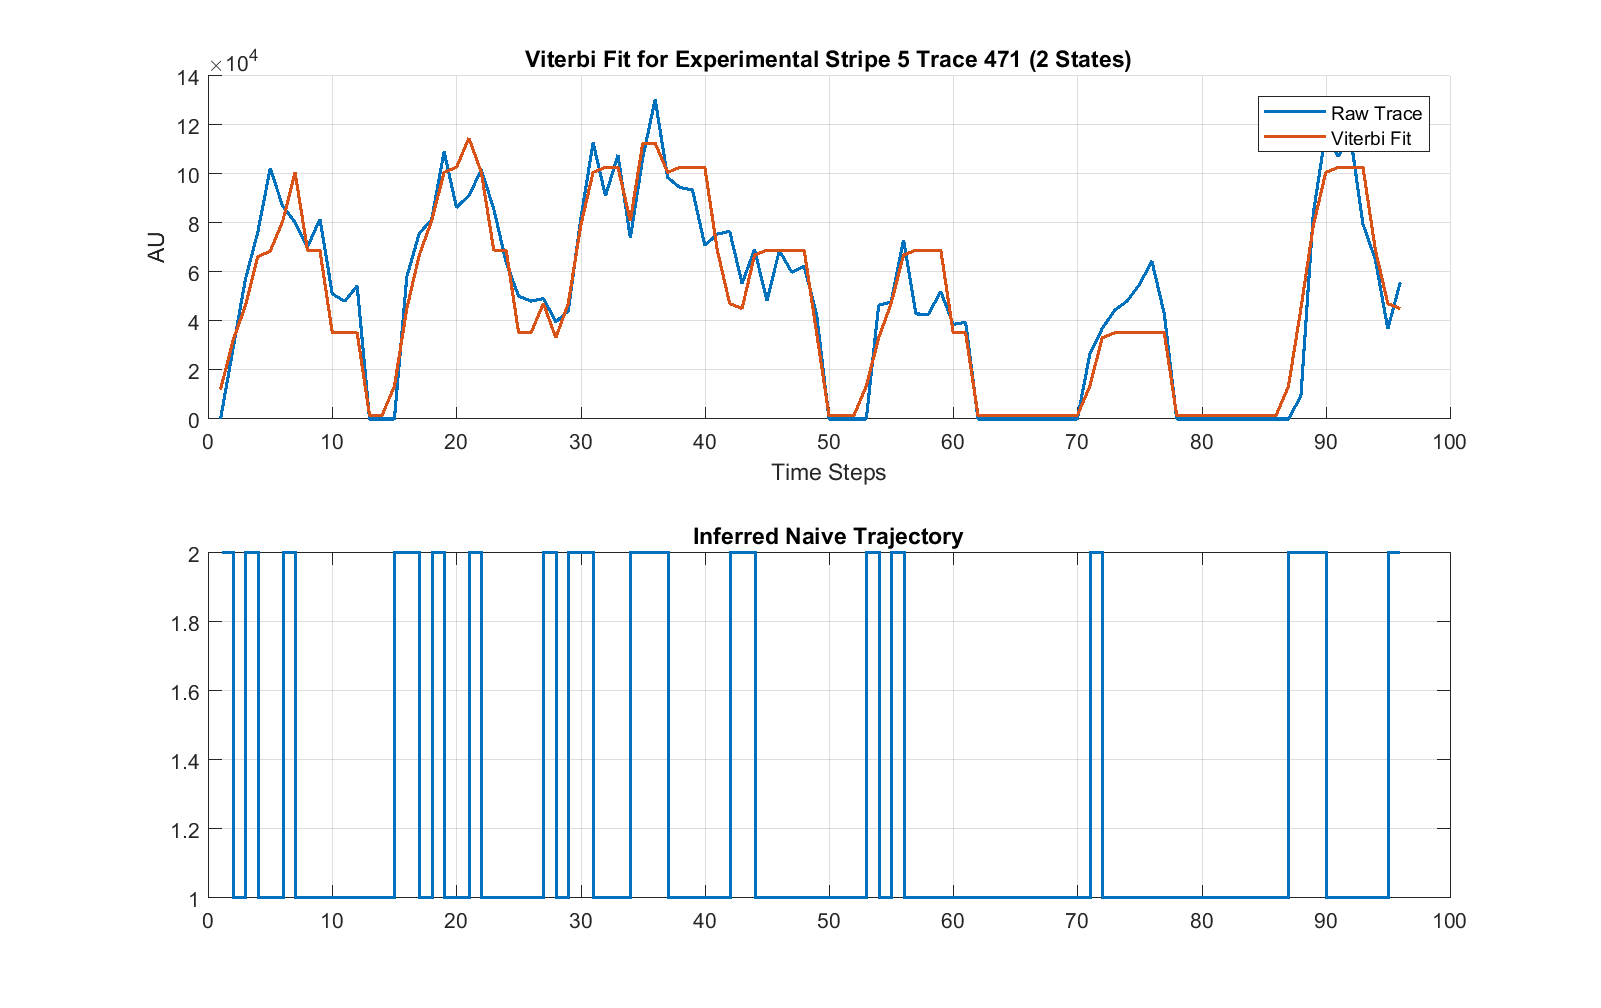 Viterbi Fit for Experimental Stripe 5 Trace 471 (2 States)
×10⁴
14
12
10
8
6
4
2
0
AU
Raw Trace
Viterbi Fit
0 10 20 30 40 50 60 70 80 90 100
Time Steps
Inferred Naive Trajectory
2
1.8
1.6
1.4
1.2
1
0 10 20 30 40 50 60 70 80 90 100